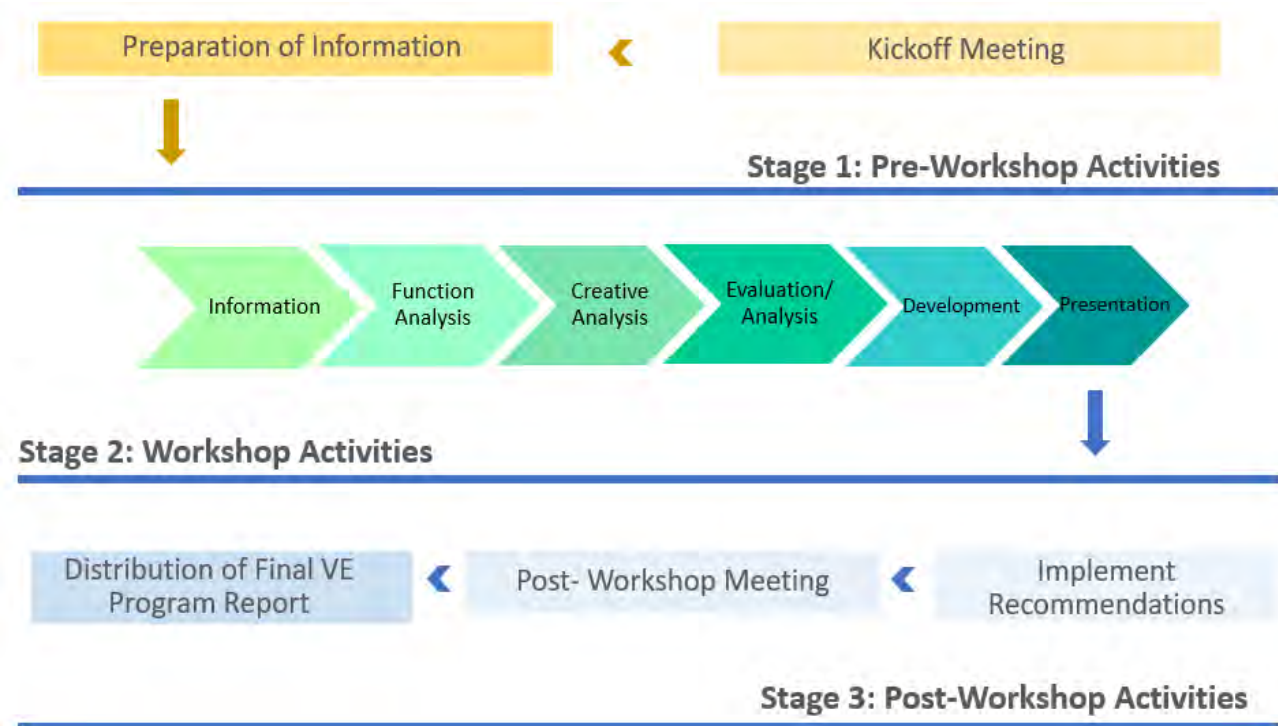 Preparation of Information
Kickoff Meeting
Stage 1: Pre-Workshop Activities
Information
Function
Analysis
Creative
Analysis
Evaluation/
Analysis
Development
Presentation
Stage 2: Workshop Activities
Distribution of Final VE
Program Report
Post- Workshop Meeting
Implement
Recommendations
Stage 3: Post-Workshop Activities